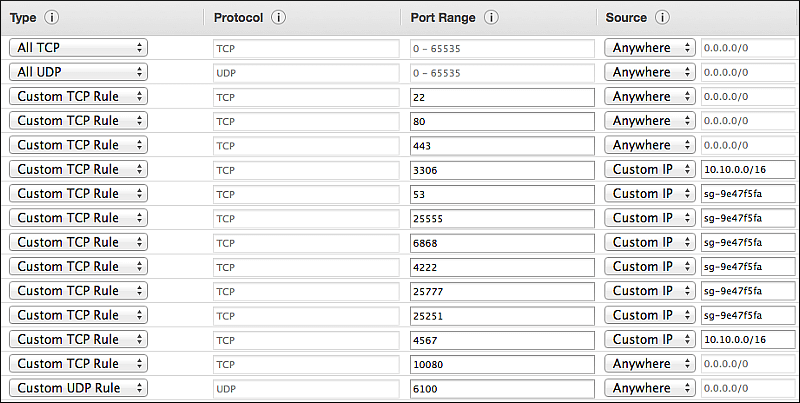 Type i Protocol i Port Range i Source i
All TCP TCP 0 - 65535 Anywhere 0.0.0.0/0
All UDP UDP 0 - 65535 Anywhere 0.0.0.0/0
Custom TCP Rule TCP 22 Anywhere 0.0.0.0/0
Custom TCP Rule TCP 80 Anywhere 0.0.0.0/0
Custom TCP Rule TCP 443 Anywhere 0.0.0.0/0
Custom TCP Rule TCP 3306 Custom IP 10.10.0.0/16
Custom TCP Rule TCP 53 Custom IP sg-9e47f5fa
Custom TCP Rule TCP 25555 Custom IP sg-9e47f5fa
Custom TCP Rule TCP 6868 Custom IP sg-9e47f5fa
Custom TCP Rule TCP 4222 Custom IP sg-9e47f5fa
Custom TCP Rule TCP 25777 Custom IP sg-9e47f5fa
Custom TCP Rule TCP 25251 Custom IP sg-9e47f5fa
Custom TCP Rule TCP 4567 Custom IP 10.10.0.0/16
Custom TCP Rule TCP 10080 Anywhere 0.0.0.0/0
Custom UDP Rule UDP 6100 Anywhere 0.0.0.0/0